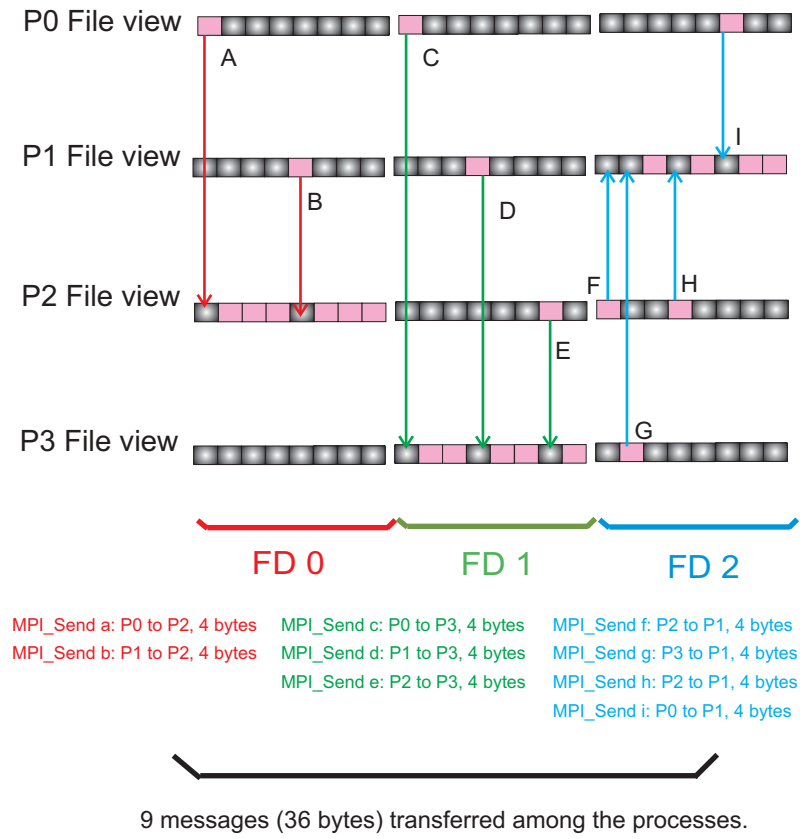 P0 File view
A
C
I
P1 File view
B
D
P2 File view
F
H
E
P3 File view
G
FD 0
FD 1
FD 2
MPI_Send a: P0 to P2, 4 bytes
MPI_Send b: P1 to P2, 4 bytes
MPI_Send c: P0 to P3, 4 bytes
MPI_Send d: P1 to P3, 4 bytes
MPI_Send e: P2 to P3, 4 bytes
MPI_Send f: P2 to P1, 4 bytes
MPI_Send g: P3 to P1, 4 bytes
MPI_Send h: P2 to P1, 4 bytes
MPI_Send i: P0 to P1, 4 bytes
9 messages (36 bytes) transferred among the processes.